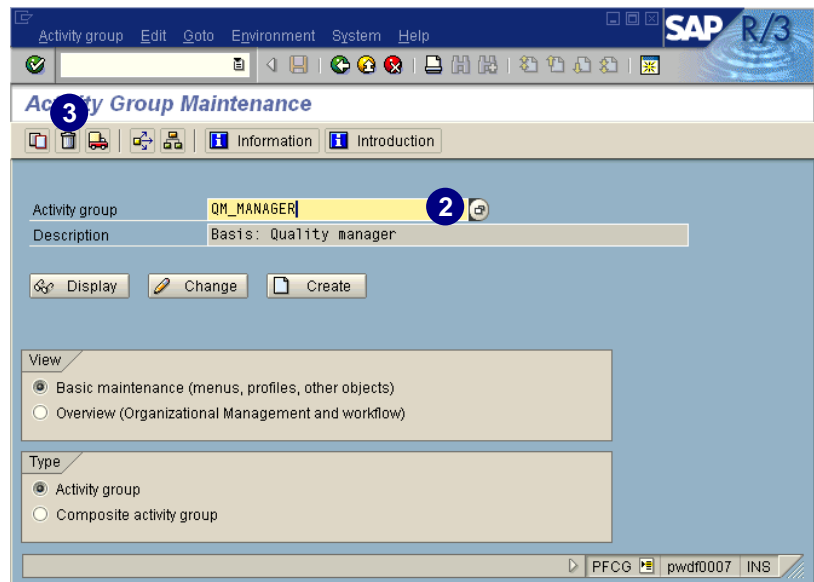 Activity group Edit Goto Environment System Help
SAP R/3
Activity Group Maintenance
3
Information Introduction
Activity group QM_MANAGER 2
Description Basis: Quality manager
Display Change Create
View
Basic maintenance (menus, profiles, other objects)
Overview (Organizational Management and workflow)
Type
Activity group
Composite activity group
PFCG pwdf0007 INS